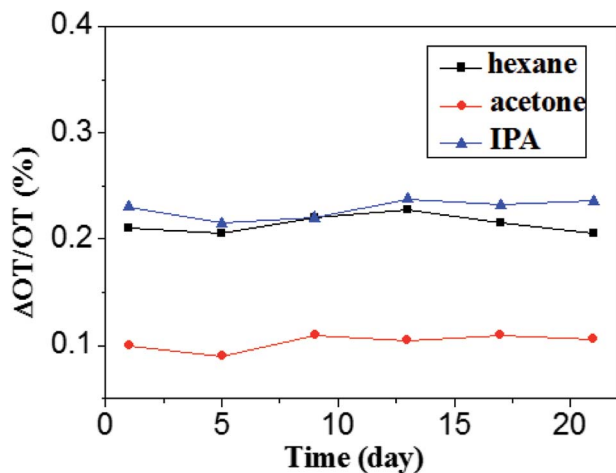 0.4
0.3
0.2
0.1
ΔOT/OT (%)
hexane
acetone
IPA
0 5 10 15 20
Time (day)